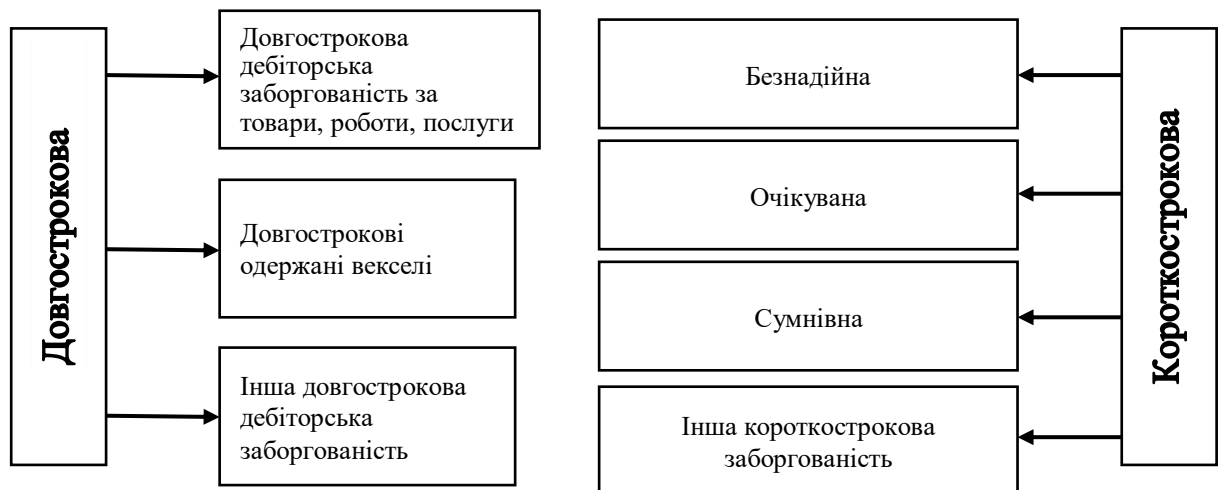 Довгострокова
Довгострокова
дебіторська
заборгованість за
товари, роботи, послуги
Довгострокові
одержані векселі
Інша довгострокова
дебіторська
заборгованість
Безнадійна
Очікувана
Сумнівна
Інша короткострокова
заборгованість
Короткострокова